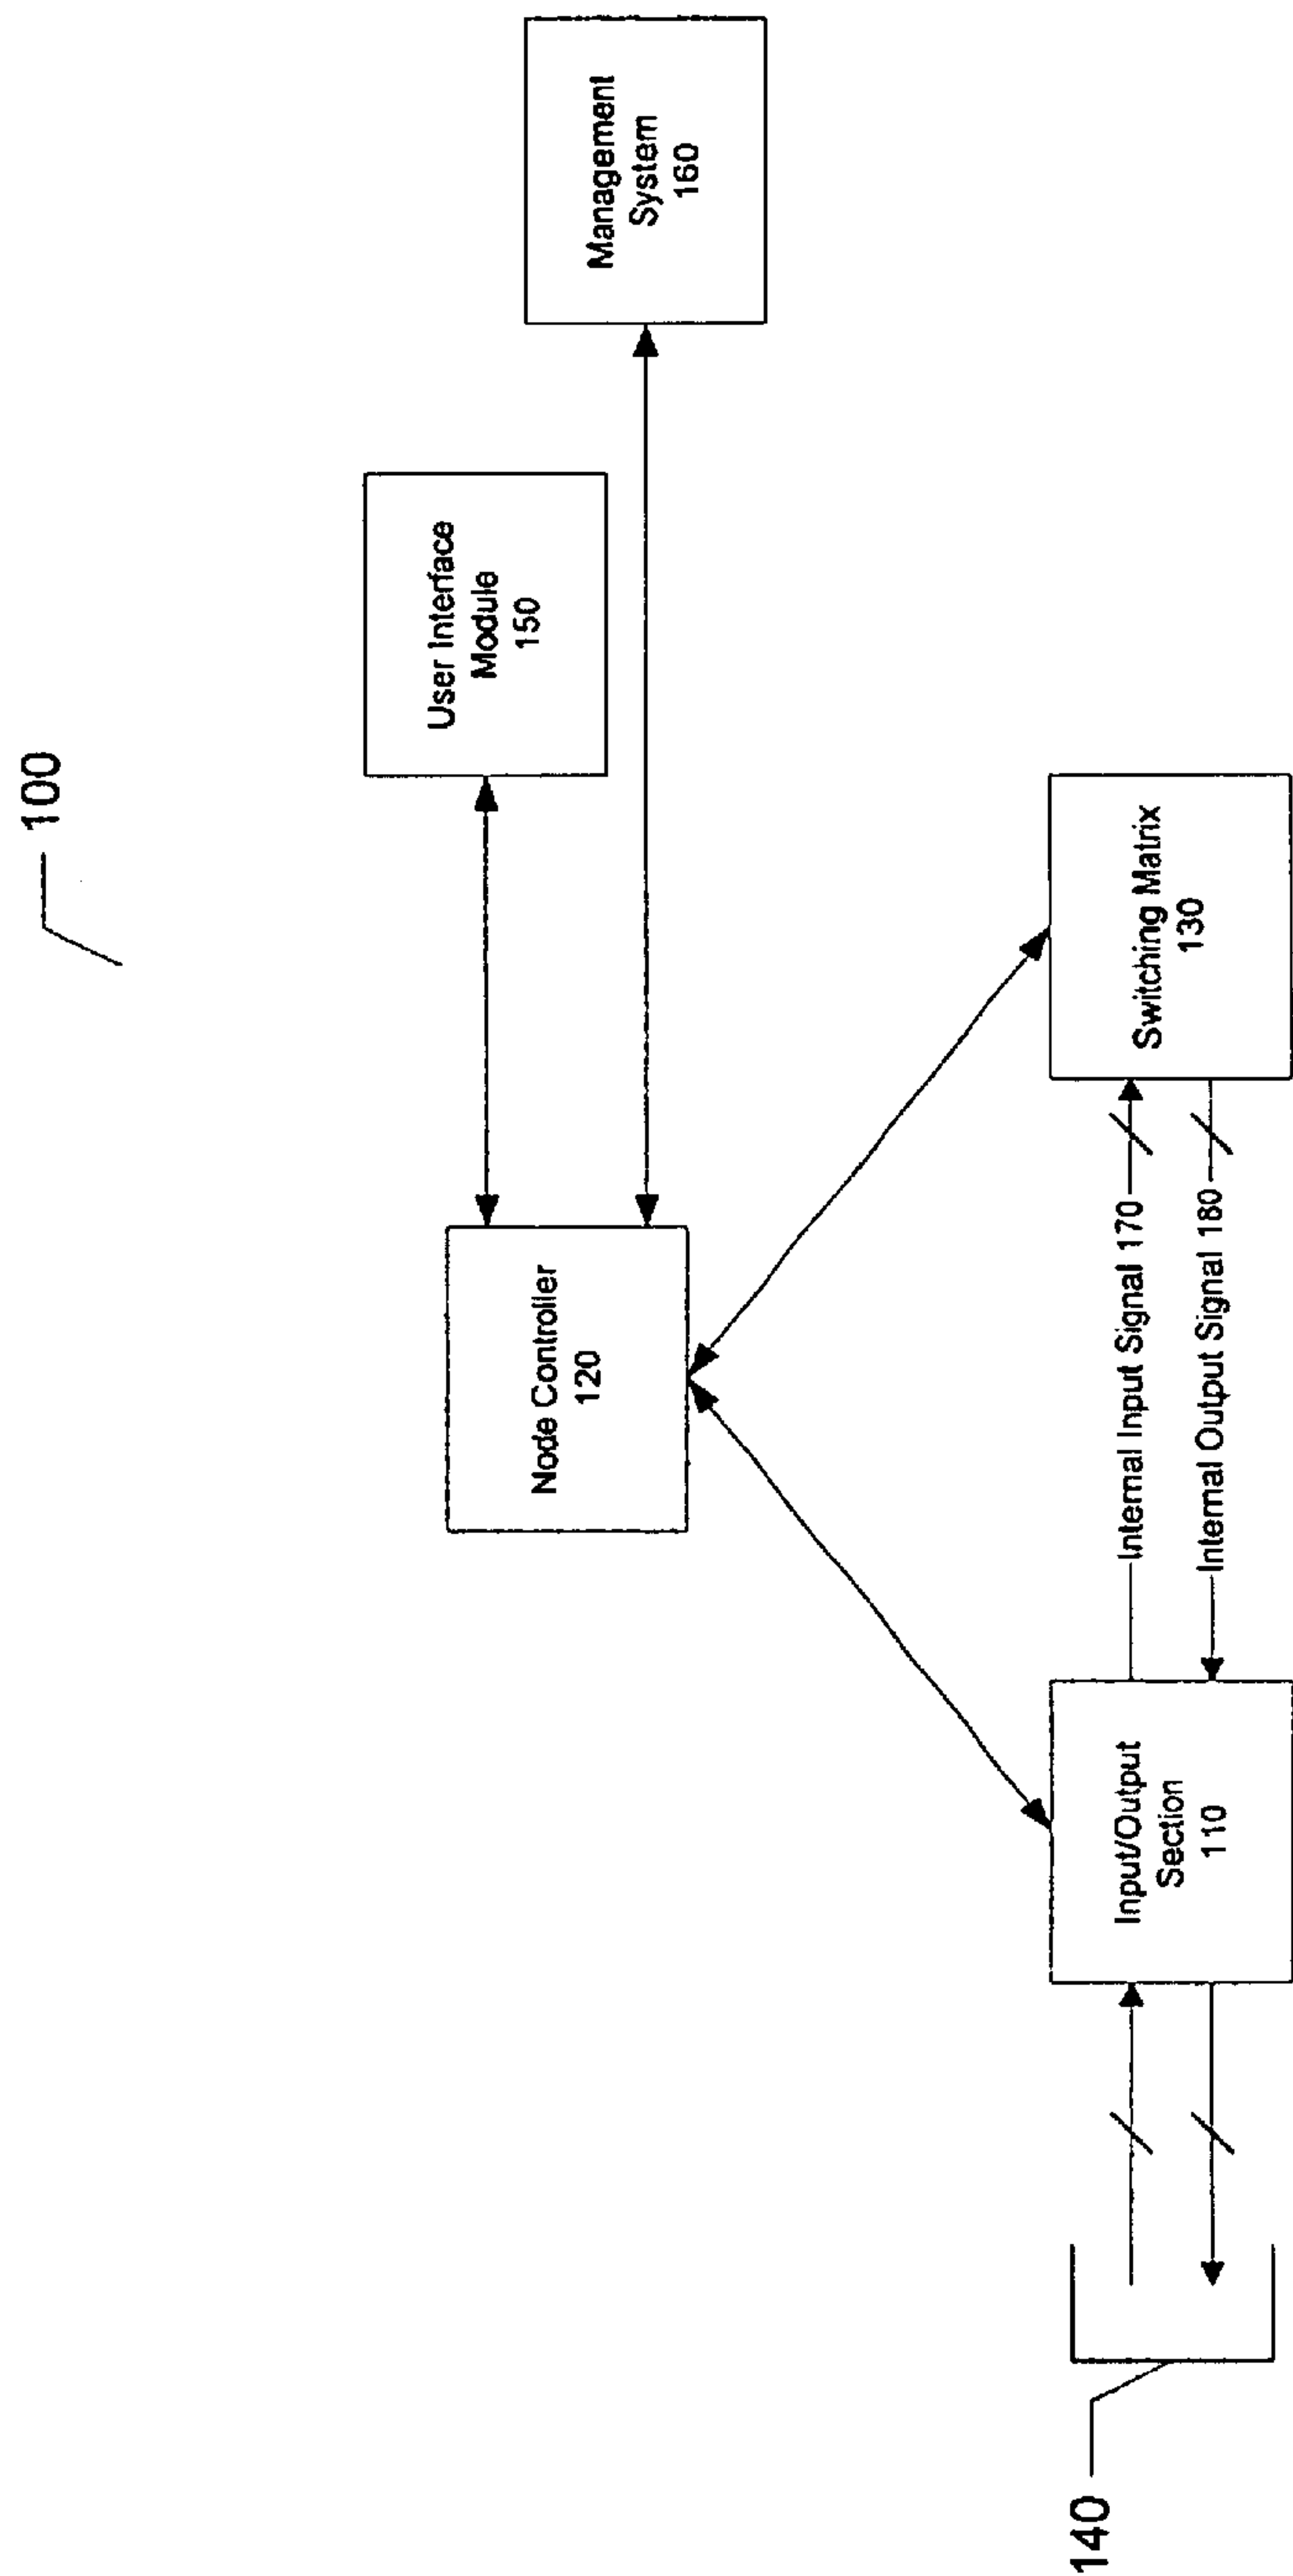 100
Management
System
160
User Interface
Module
150
Node Controller
120
Switching Matrix
130
Internal Input Signal 170
Internal Output Signal 180
Input/Output
Section
110
140